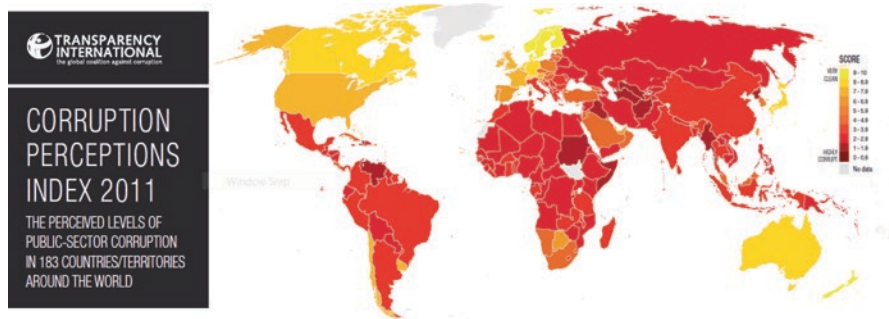 TRANSPARENCY
INTERNATIONAL
the global coalition against corruption
CORRUPTION
PERCEPTIONS
INDEX 2011
THE PERCEIVED LEVELS OF
PUBLIC-SECTOR CORRUPTION
IN 183 COUNTRIES/TERRITORIES
AROUND THE WORLD
Window Snip
SCORE
VERY
CLEAN
9 - 10
8 - 8.9
7 - 7.9
6 - 6.9
5 - 5.9
4 - 4.9
3 - 3.9
2 - 2.9
1 - 1.9
0 - 0.9
HIGHLY
CORRUPT
No data